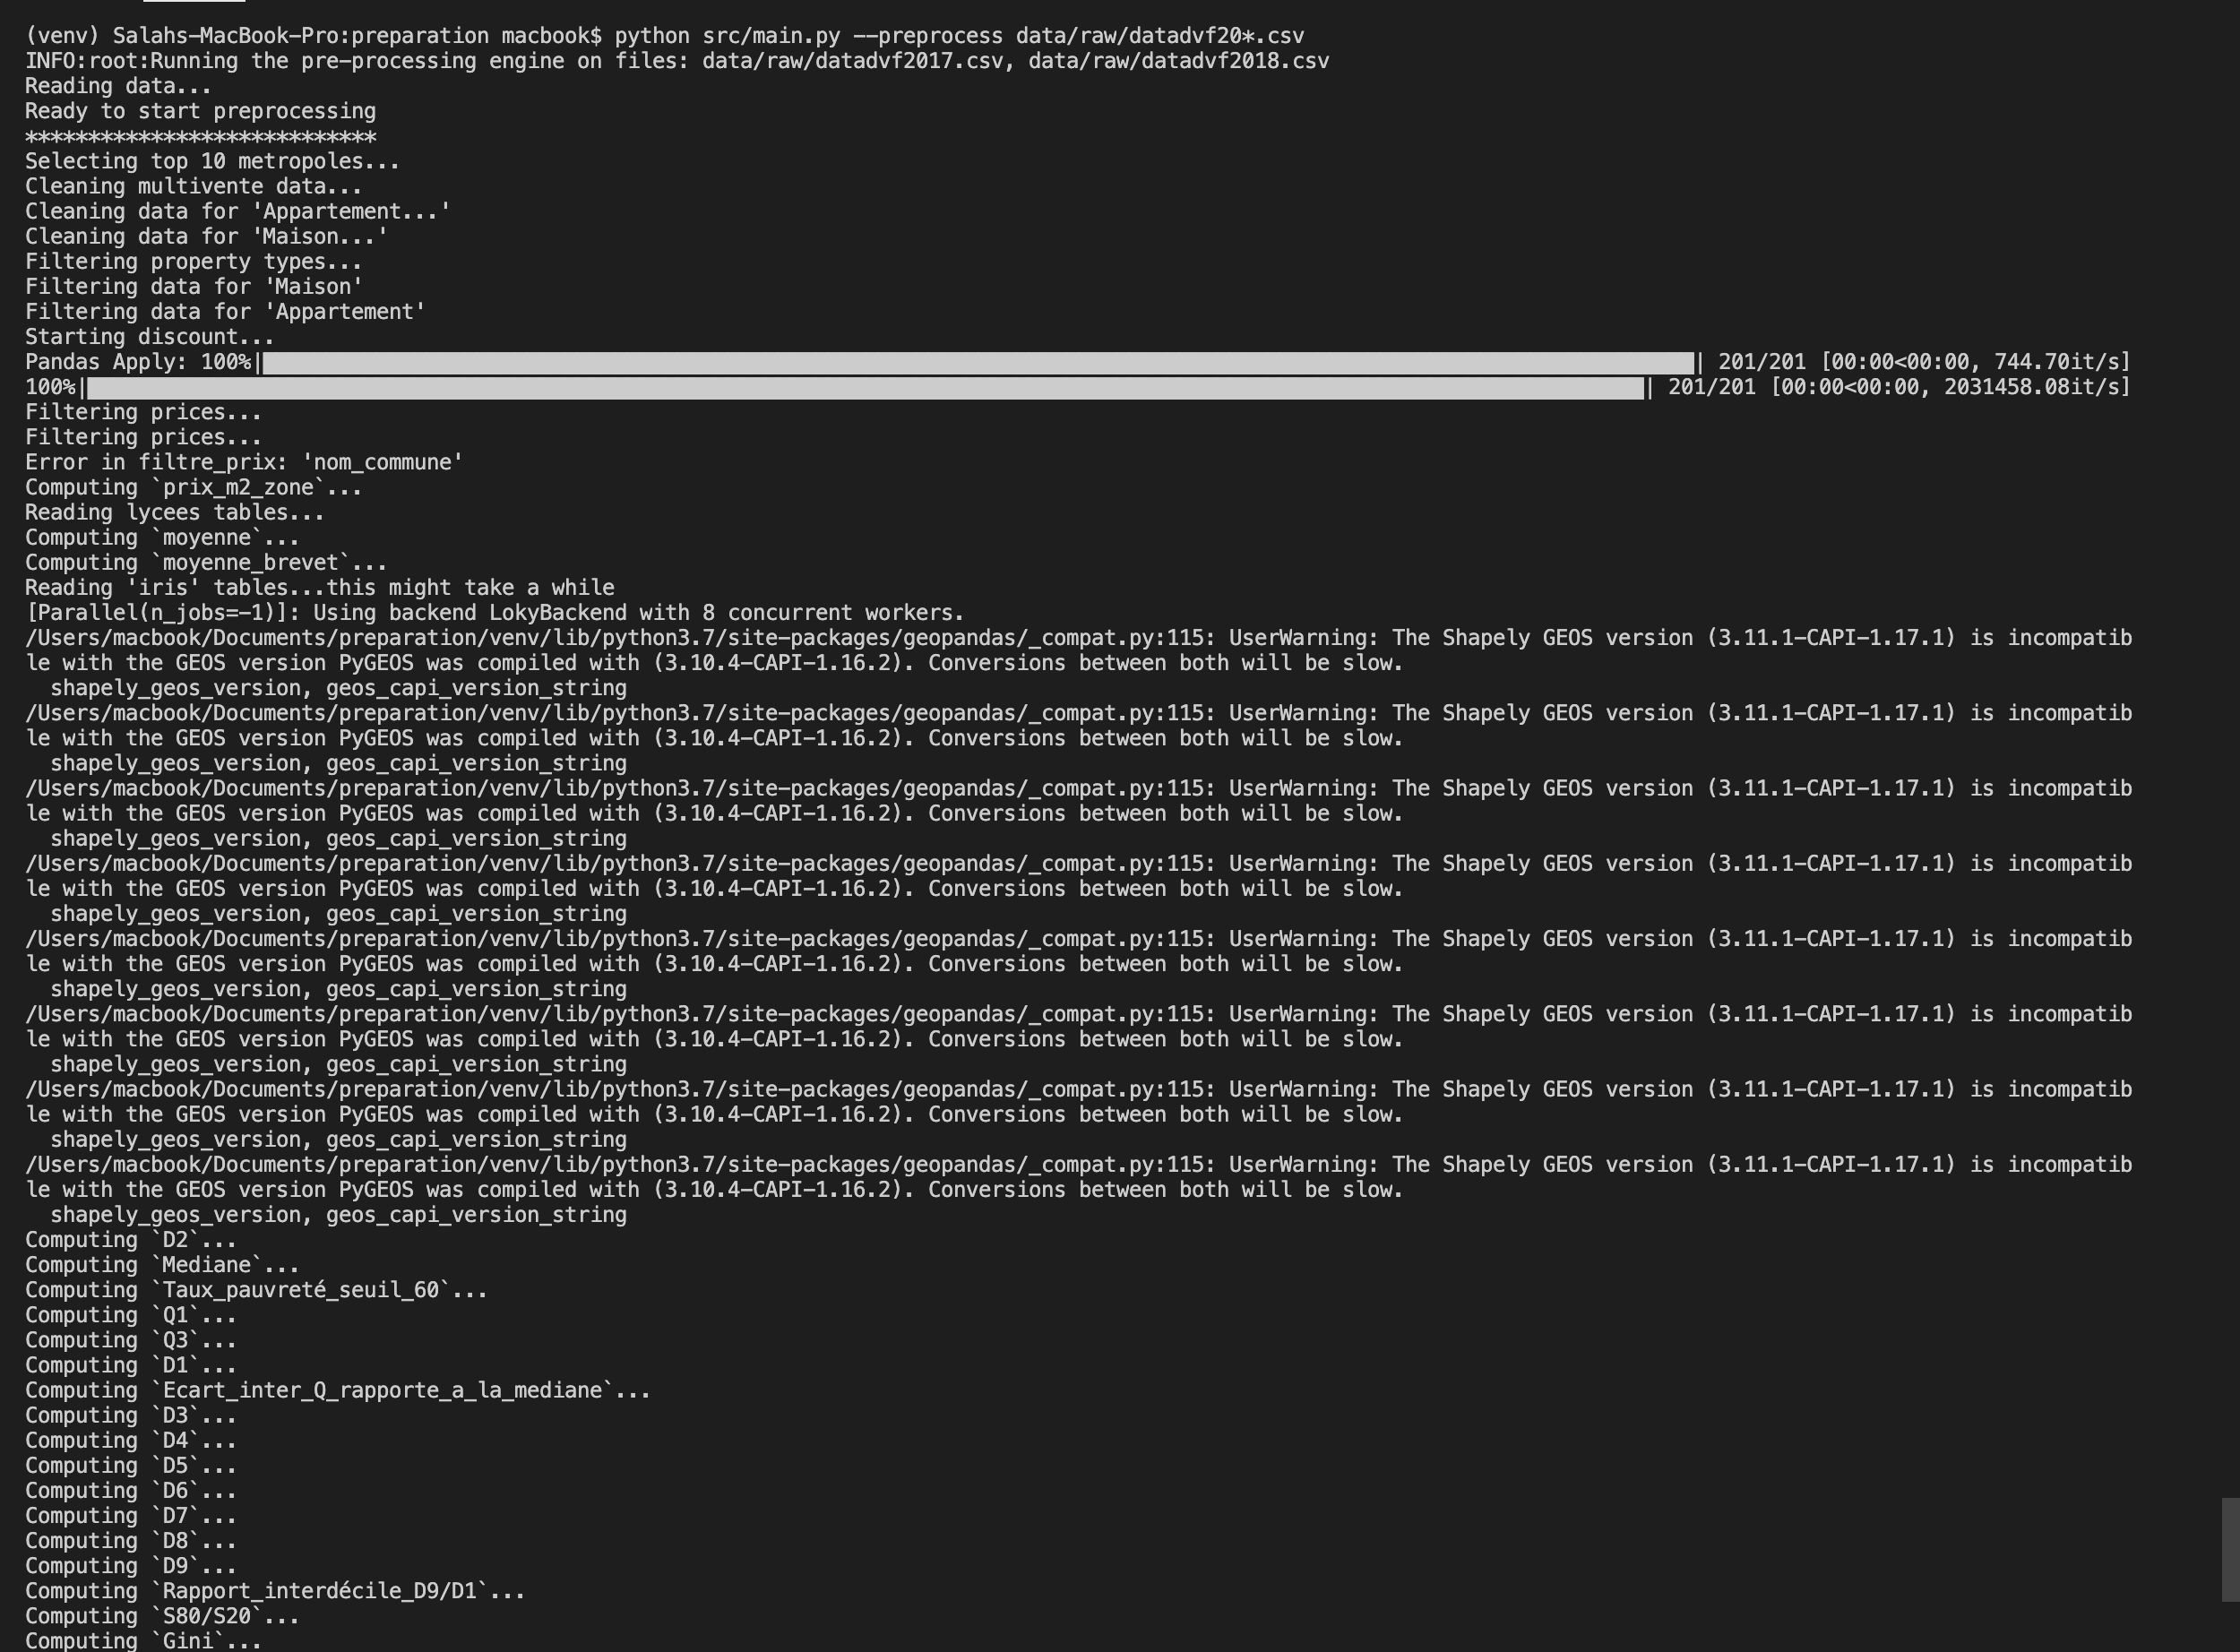 (venv) Salahs-MacBook-Pro:preparation macbook$ python src/main.py --preprocess data/raw/datadvf20*.csv
INFO:root:Running the pre-processing engine on files: data/raw/datadvf2017.csv, data/raw/datadvf2018.csv
Reading data...
Ready to start preprocessing
****************************
Selecting top 10 metropoles...
Cleaning multivente data...
Cleaning data for 'Appartement...'
Cleaning data for 'Maison...'
Filtering property types...
Filtering data for 'Maison'
Filtering data for 'Appartement'
Starting discount...
Pandas Apply: 100%|| 201/201 [00:00<00:00, 744.70it/s]
100%|| 201/201 [00:00<00:00, 2031458.08it/s]
Filtering prices...
Filtering prices...
Error in filtre_prix: 'nom_commune'
Computing `prix_m2_zone`...
Reading lycees tables...
Computing `moyenne`...
Computing `moyenne_brevet`...
Reading 'iris' tables...this might take a while
[Parallel(n_jobs=-1)]: Using backend LokyBackend with 8 concurrent workers.
/Users/macbook/Documents/preparation/venv/lib/python3.7/site-packages/geopandas/_compat.py:115: UserWarning: The Shapely GEOS version (3.11.1-CAPI-1.17.1) is incompatib
le with the GEOS version PyGEOS was compiled with (3.10.4-CAPI-1.16.2). Conversions between both will be slow.
  shapely_geos_version, geos_capi_version_string
/Users/macbook/Documents/preparation/venv/lib/python3.7/site-packages/geopandas/_compat.py:115: UserWarning: The Shapely GEOS version (3.11.1-CAPI-1.17.1) is incompatib
le with the GEOS version PyGEOS was compiled with (3.10.4-CAPI-1.16.2). Conversions between both will be slow.
  shapely_geos_version, geos_capi_version_string
/Users/macbook/Documents/preparation/venv/lib/python3.7/site-packages/geopandas/_compat.py:115: UserWarning: The Shapely GEOS version (3.11.1-CAPI-1.17.1) is incompatib
le with the GEOS version PyGEOS was compiled with (3.10.4-CAPI-1.16.2). Conversions between both will be slow.
  shapely_geos_version, geos_capi_version_string
/Users/macbook/Documents/preparation/venv/lib/python3.7/site-packages/geopandas/_compat.py:115: UserWarning: The Shapely GEOS version (3.11.1-CAPI-1.17.1) is incompatib
le with the GEOS version PyGEOS was compiled with (3.10.4-CAPI-1.16.2). Conversions between both will be slow.
  shapely_geos_version, geos_capi_version_string
/Users/macbook/Documents/preparation/venv/lib/python3.7/site-packages/geopandas/_compat.py:115: UserWarning: The Shapely GEOS version (3.11.1-CAPI-1.17.1) is incompatib
le with the GEOS version PyGEOS was compiled with (3.10.4-CAPI-1.16.2). Conversions between both will be slow.
  shapely_geos_version, geos_capi_version_string
/Users/macbook/Documents/preparation/venv/lib/python3.7/site-packages/geopandas/_compat.py:115: UserWarning: The Shapely GEOS version (3.11.1-CAPI-1.17.1) is incompatib
le with the GEOS version PyGEOS was compiled with (3.10.4-CAPI-1.16.2). Conversions between both will be slow.
  shapely_geos_version, geos_capi_version_string
/Users/macbook/Documents/preparation/venv/lib/python3.7/site-packages/geopandas/_compat.py:115: UserWarning: The Shapely GEOS version (3.11.1-CAPI-1.17.1) is incompatib
le with the GEOS version PyGEOS was compiled with (3.10.4-CAPI-1.16.2). Conversions between both will be slow.
  shapely_geos_version, geos_capi_version_string
/Users/macbook/Documents/preparation/venv/lib/python3.7/site-packages/geopandas/_compat.py:115: UserWarning: The Shapely GEOS version (3.11.1-CAPI-1.17.1) is incompatib
le with the GEOS version PyGEOS was compiled with (3.10.4-CAPI-1.16.2). Conversions between both will be slow.
  shapely_geos_version, geos_capi_version_string
Computing `D2`...
Computing `Mediane`...
Computing `Taux_pauvreté_seuil_60`...
Computing `Q1`...
Computing `Q3`...
Computing `D1`...
Computing `Ecart_inter_Q_rapporte_a_la_mediane`...
Computing `D3`...
Computing `D4`...
Computing `D5`...
Computing `D6`...
Computing `D7`...
Computing `D8`...
Computing `D9`...
Computing `Rapport_interdécile_D9/D1`...
Computing `S80/S20`...
Computing `Gini`...